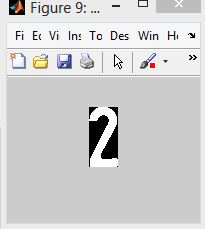 Figure 9: ...
Fi Ec Vi Ins To Des Win He
2